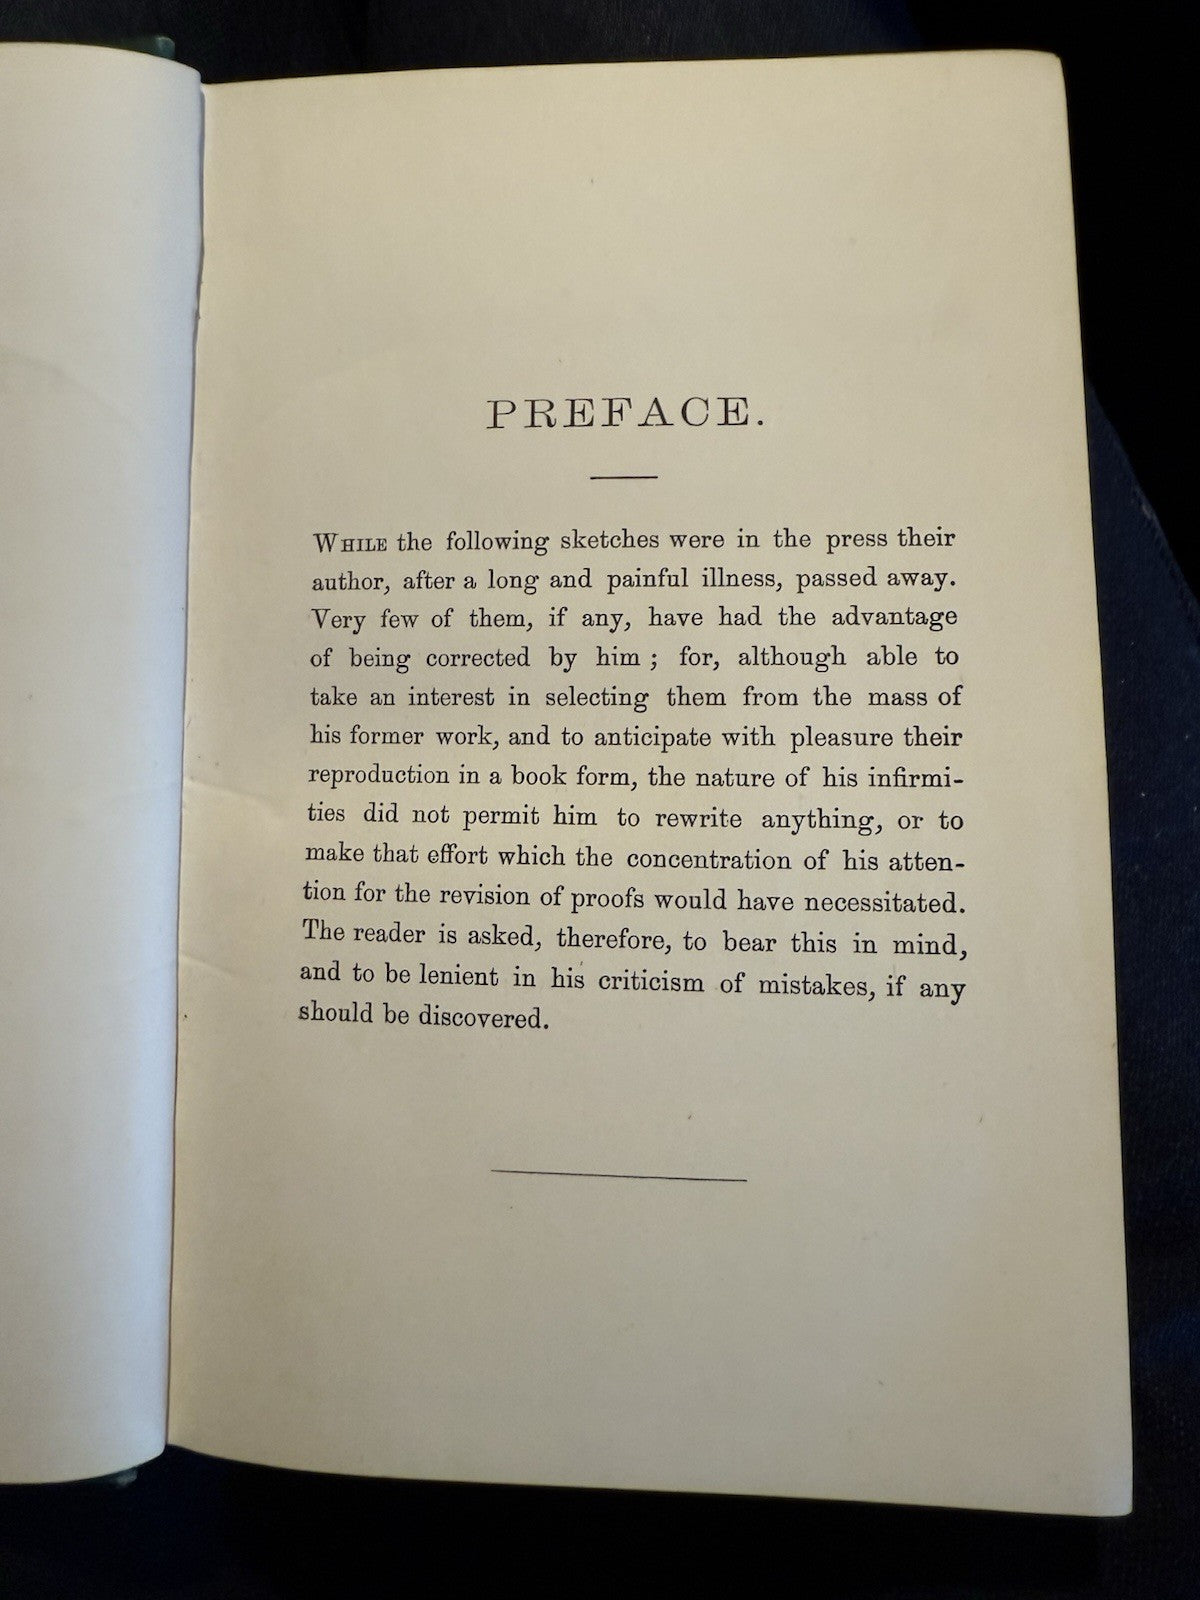 PREFACE.
WHILE the following sketches were in the press their
author, after a long and painful illness, passed away.
Very few of them, if any, have had the advantage
of being corrected by him ; for, although able to
take an interest in selecting them from the mass of
his former work, and to anticipate with pleasure their
reproduction in a book form, the nature of his infirmi-
ties did not permit him to rewrite anything, or to
make that effort which the concentration of his atten-
tion for the revision of proofs would have necessitated.
The reader is asked, therefore, to bear this in mind,
and to be lenient in his criticism of mistakes, if any
should be discovered.